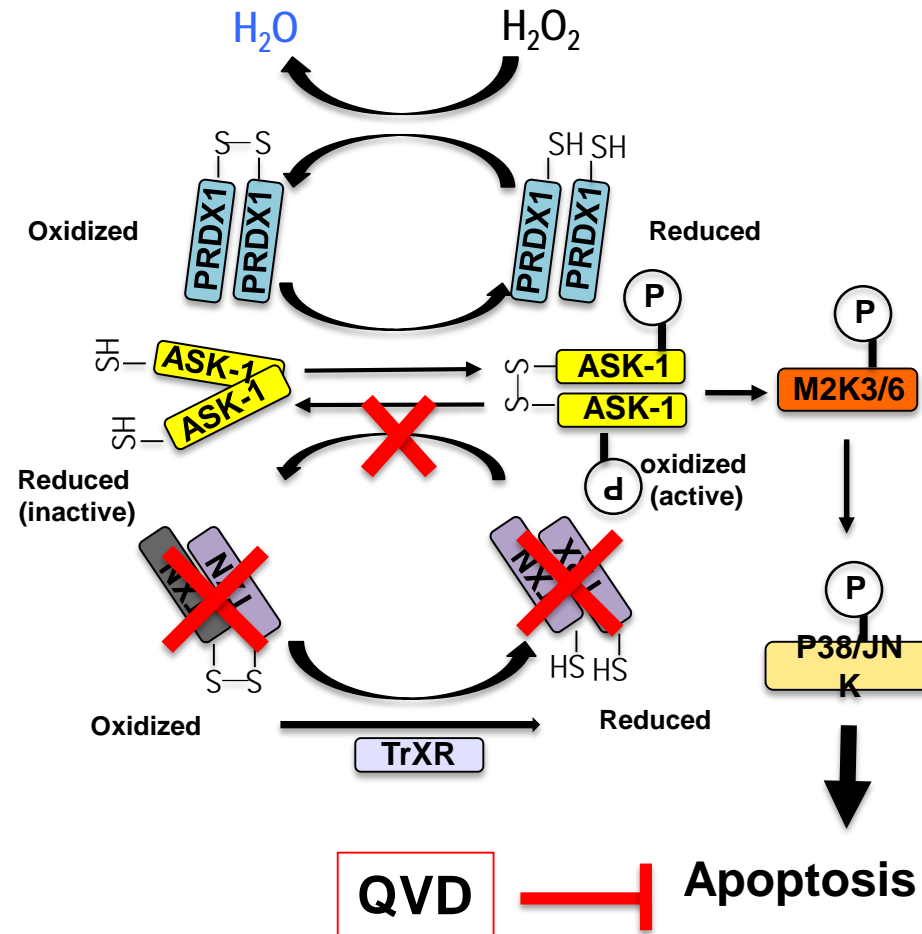 H2O
H2O2
S–S
SH
SH
PRDX1
PRDX1
PRDX1
PRDX1
Oxidized
Reduced
P
P
SH
ASK-1
ASK-1
SH
S
S
ASK-1
ASK-1
M2K3/6
P
Reduced
(inactive)
oxidized
(active)
P
P38/JN
K
S–S
HS
HS
Oxidized
Reduced
TrXR
QVD
Apoptosis